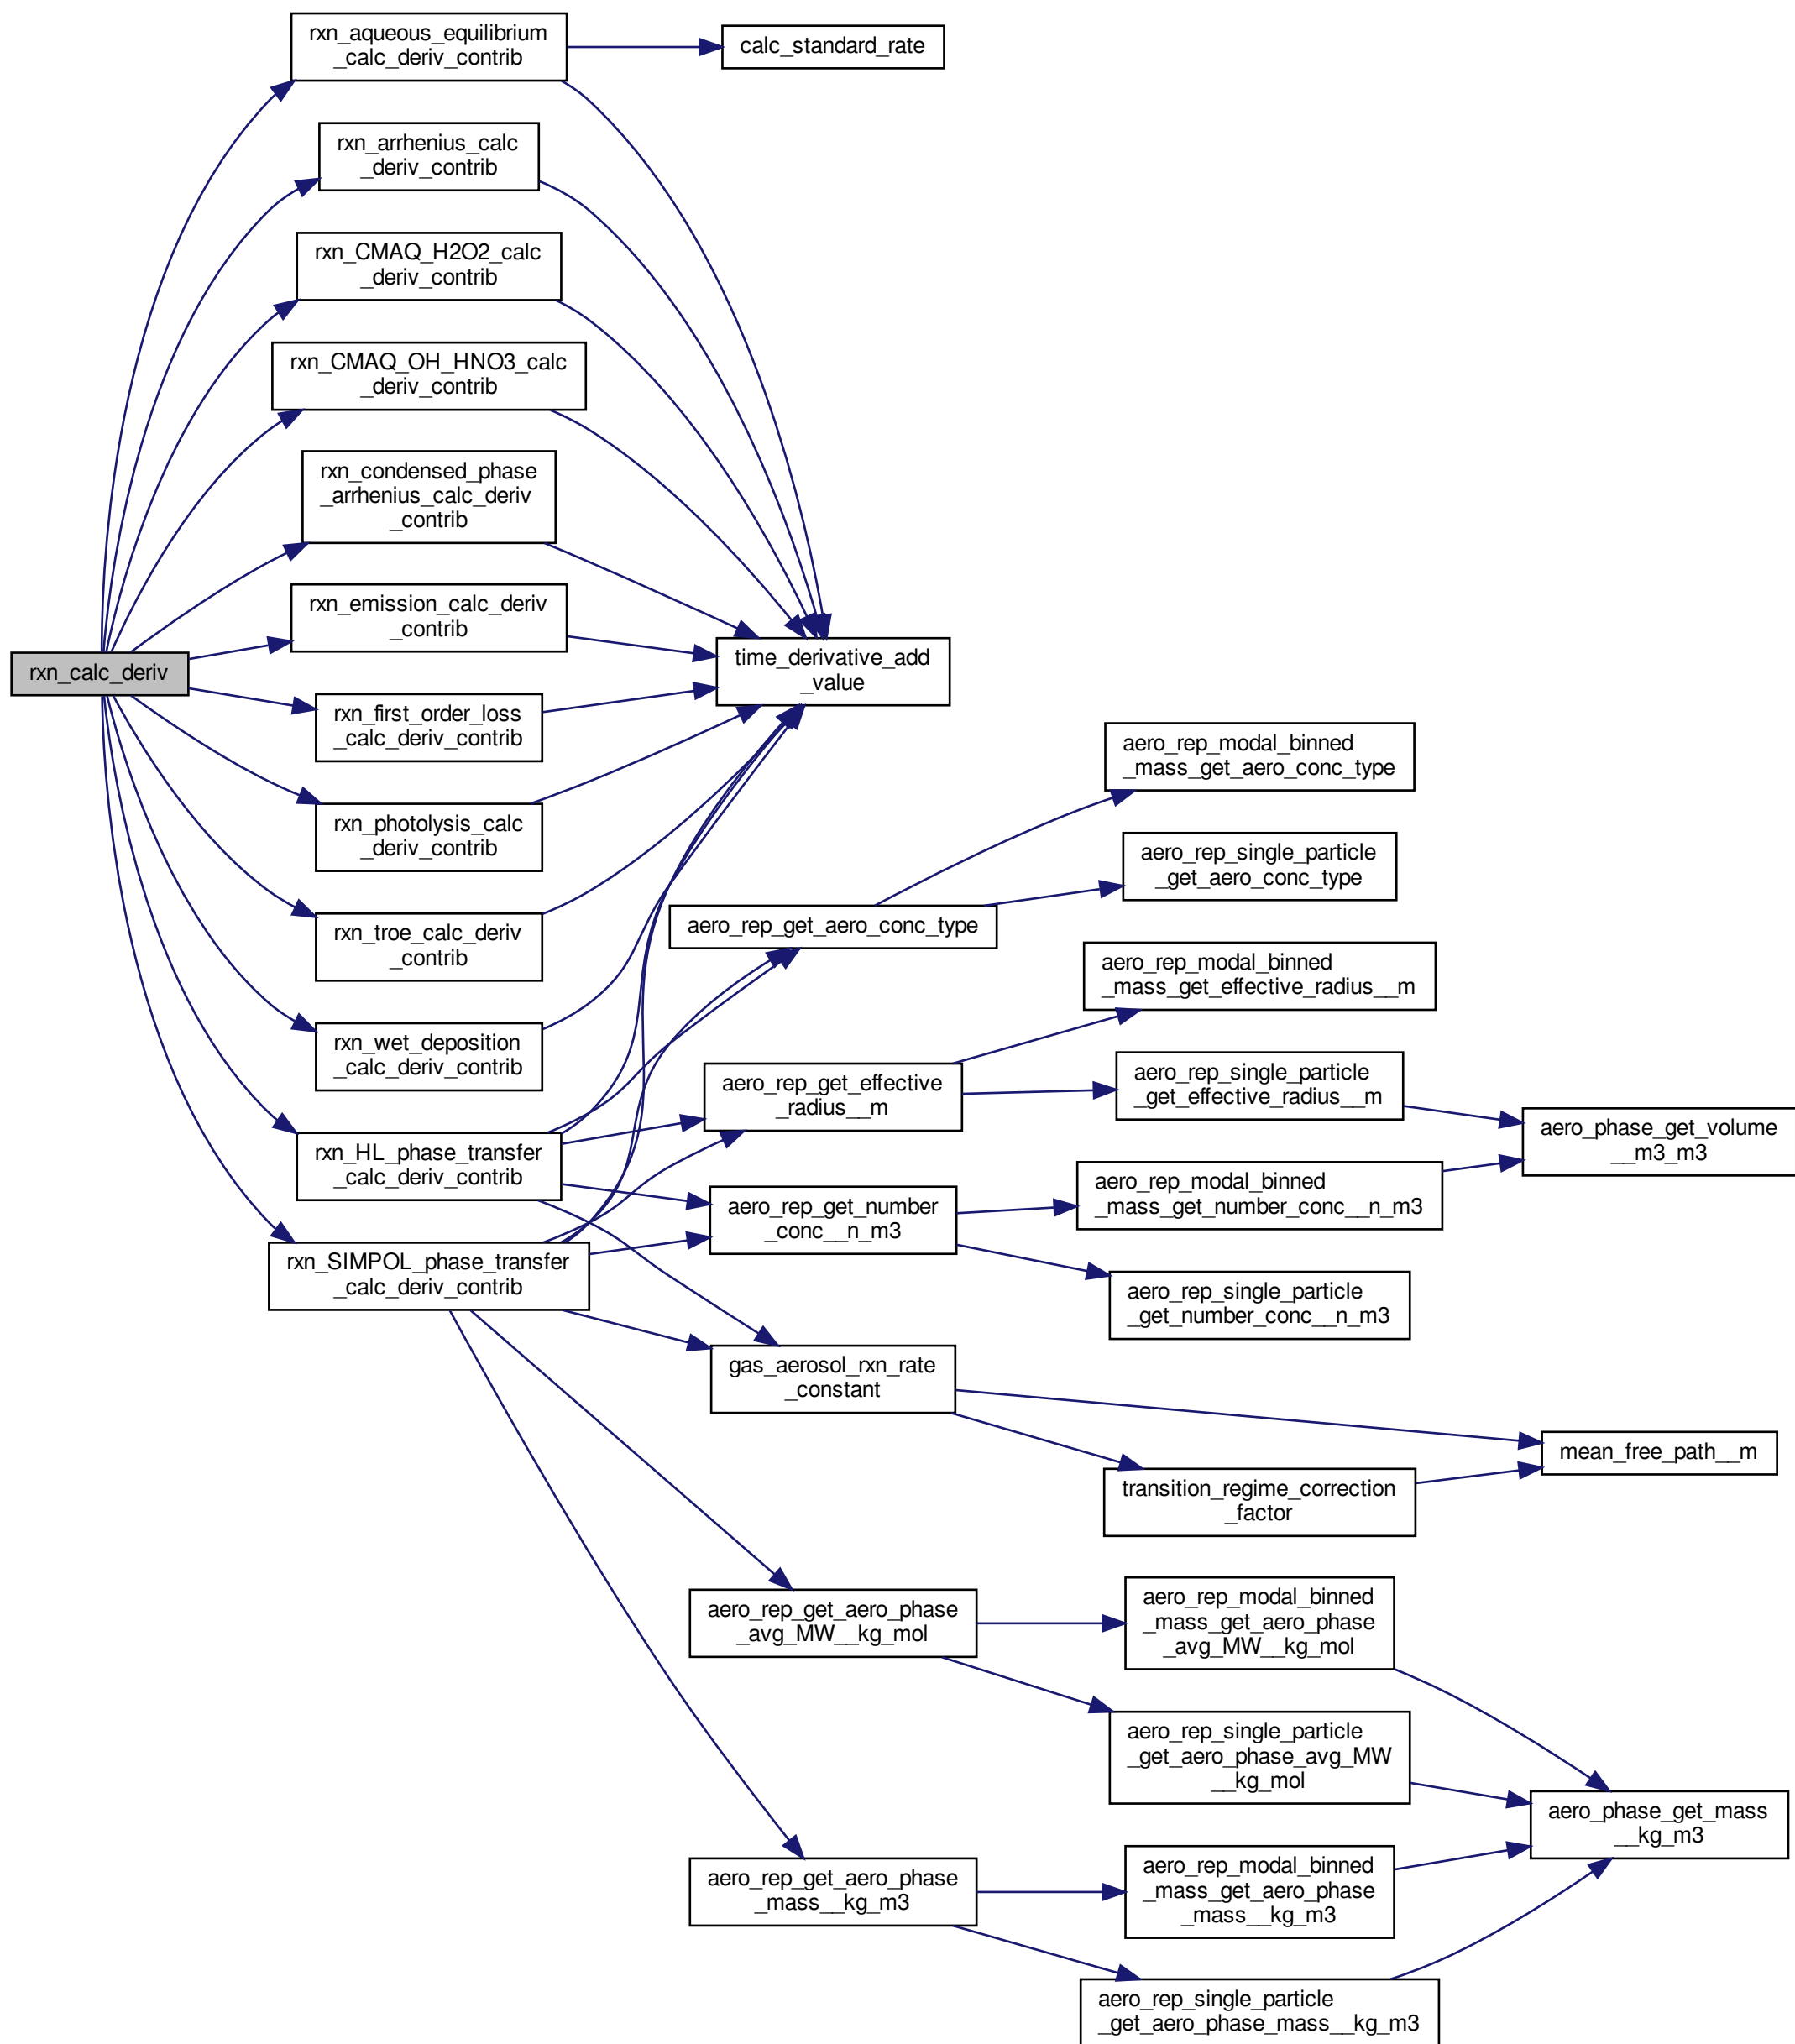 rxn_calc_deriv
rxn_aqueous_equilibrium
_calc_deriv_contrib
calc_standard_rate
rxn_arrhenius_calc
_deriv_contrib
rxn_CMAQ_H2O2_calc
_deriv_contrib
rxn_CMAQ_OH_HNO3_calc
_deriv_contrib
rxn_condensed_phase
_arrhenius_calc_deriv
_contrib
rxn_emission_calc_deriv
_contrib
rxn_first_order_loss
_calc_deriv_contrib
rxn_photolysis_calc
_deriv_contrib
rxn_troe_calc_deriv
_contrib
rxn_wet_deposition
_calc_deriv_contrib
rxn_HL_phase_transfer
_calc_deriv_contrib
rxn_SIMPOL_phase_transfer
_calc_deriv_contrib
time_derivative_add
_value
aero_rep_get_aero_conc_type
aero_rep_get_effective
_radius__m
aero_rep_get_number
_conc__n_m3
gas_aerosol_rxn_rate
_constant
aero_rep_get_aero_phase
_avg_MW__kg_mol
aero_rep_get_aero_phase
_mass__kg_m3
aero_rep_modal_binned
_mass_get_aero_conc_type
aero_rep_single_particle
_get_aero_conc_type
aero_rep_modal_binned
_mass_get_effective_radius__m
aero_rep_single_particle
_get_effective_radius__m
aero_rep_modal_binned
_mass_get_number_conc__n_m3
aero_rep_single_particle
_get_number_conc__n_m3
transition_regime_correction
_factor
aero_rep_modal_binned
_mass_get_aero_phase
_avg_MW__kg_mol
aero_rep_single_particle
_get_aero_phase_avg_MW
__kg_mol
aero_rep_modal_binned
_mass_get_aero_phase
_mass__kg_m3
aero_rep_single_particle
_get_aero_phase_mass__kg_m3
aero_phase_get_volume
__m3_m3
mean_free_path__m
aero_phase_get_mass
__kg_m3